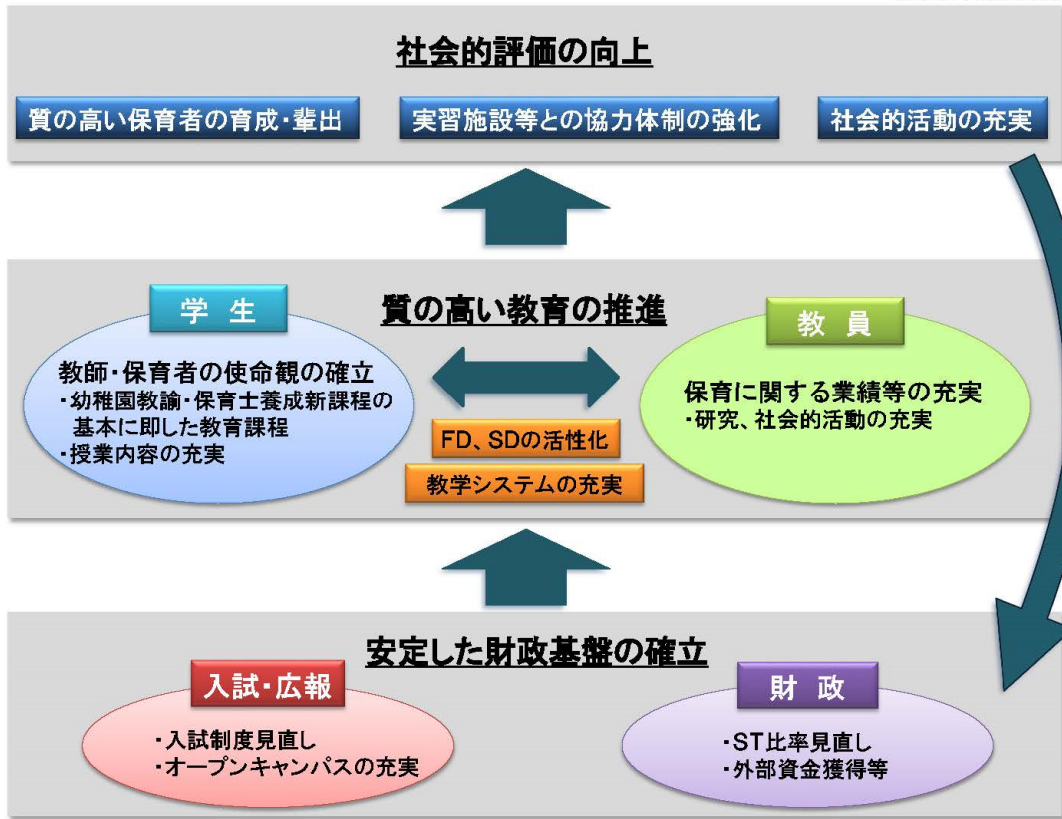 社会的評価の向上
質の高い保育者の育成・輩出
実習施設等との協力体制の強化
社会的活動の充実
質の高い教育の推進
学 生
教師・保育者の使命観の確立
・幼稚園教諭・保育士養成新課程の
基本に即した教育課程
・授業内容の充実
FD、SDの活性化
教学システムの充実
教 員
保育に関する業績等の充実
・研究、社会的活動の充実
安定した財政基盤の確立
入試・広報
・入試制度見直し
・オープンキャンパスの充実
財 政
・ST比率見直し
・外部資金獲得等